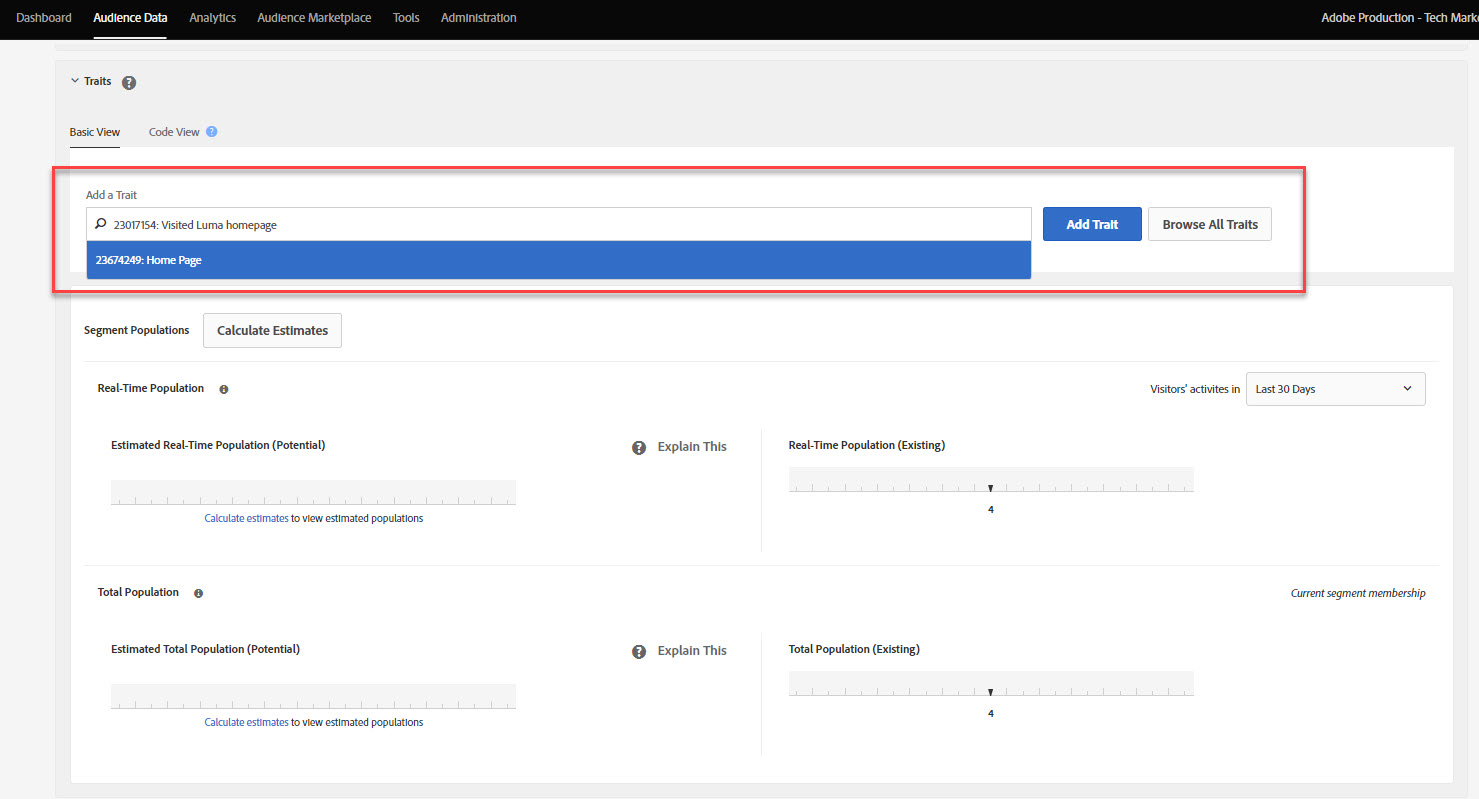 Dashboard Audience Data Analytics Audience Marketplace Tools Administration Adobe Production - Tech Mark
Traits ?
Basic View Code View ?
Add a Trait
23017154: Visited Luma homepage Add Trait Browse All Traits
23674249: Home Page
Segment Populations Calculate Estimates
Real-Time Population i Visitors' activites in Last 30 Days
Estimated Real-Time Population (Potential) ? Explain This Real-Time Population (Existing)
Calculate estimates to view estimated populations
4
Total Population i Current segment membership
Estimated Total Population (Potential) ? Explain This Total Population (Existing)
Calculate estimates to view estimated populations
4